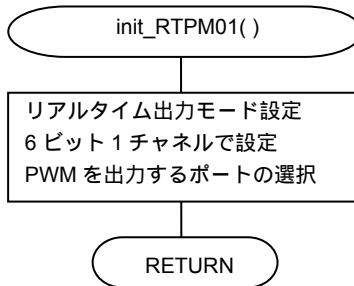 init_RTPM01( )
リアルタイム出力モード設定
6 ビット 1 チャネルで設定
PWM を出力するポートの選択
RETURN